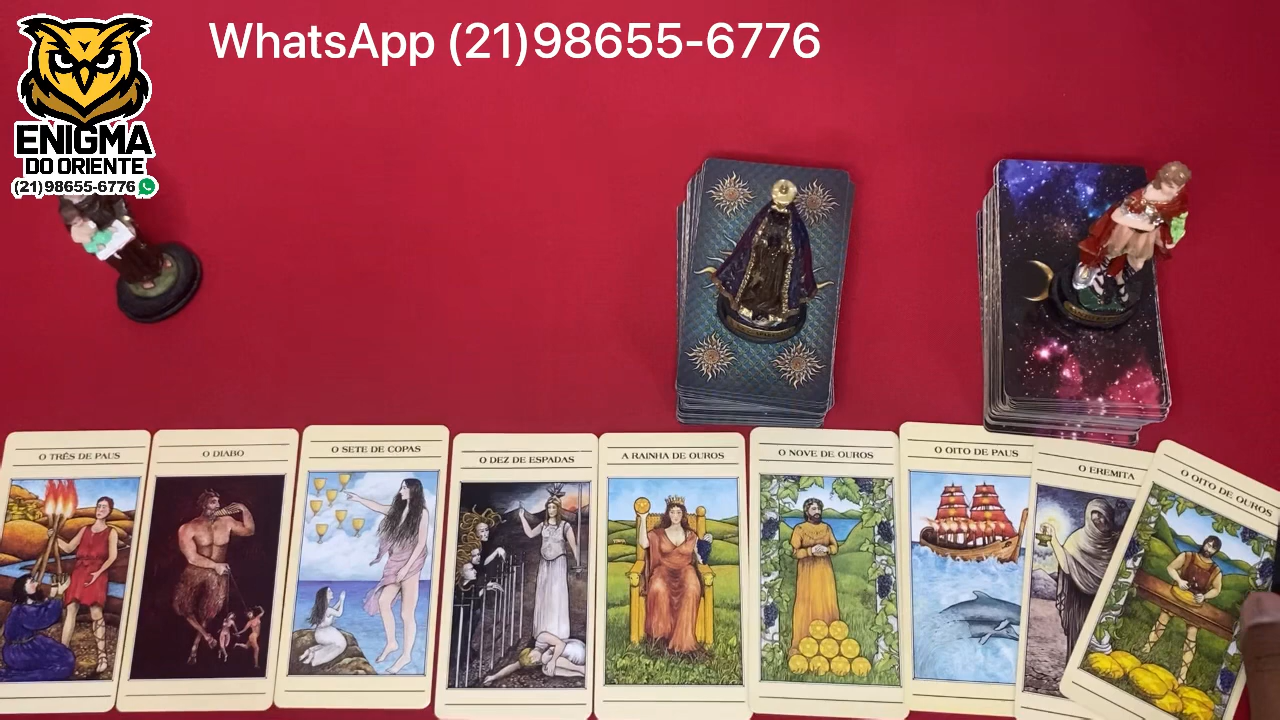 WhatsApp (21)98655-6776
ENIGMA
DO ORIENTE
(21)98655-6776
O TRÊS DE PAUS
O DIABO
O SETE DE COPAS
O DEZ DE ESPADAS
A RAINHA DE OUROS
O NOVE DE OUROS
O OITO DE PAUS
O EREMITA
O OITO DE OUROS